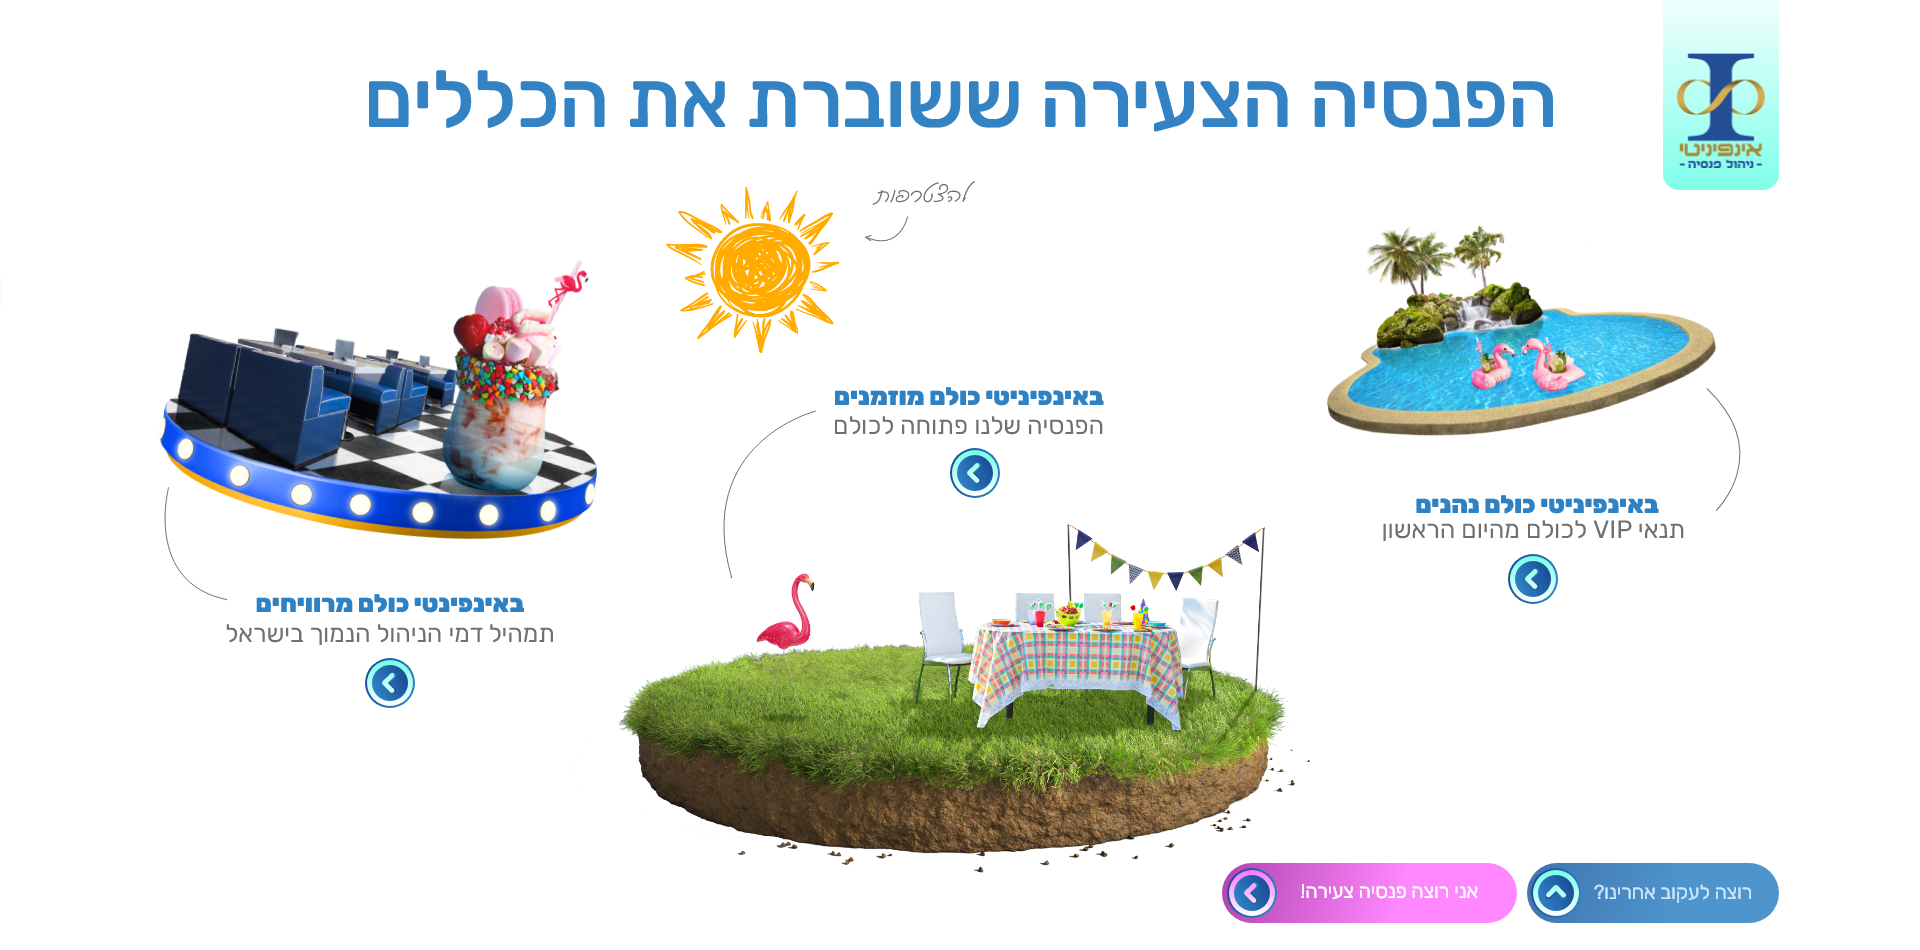 אינפיניטי
- ניהול פנסיה -
הפנסיה הצעירה ששוברת את הכללים
להצטרפות
באינפיניטי כולם נהנים
תנאי VIP לכולם מהיום הראשון
באינפיניטי כולם מוזמנים
הפנסיה שלנו פתוחה לכולם
באינפינטי כולם מרוויחים
תמהיל דמי הניהול הנמוך בישראל
רוצה לעקוב אחרינו?
אני רוצה פנסיה צעירה!